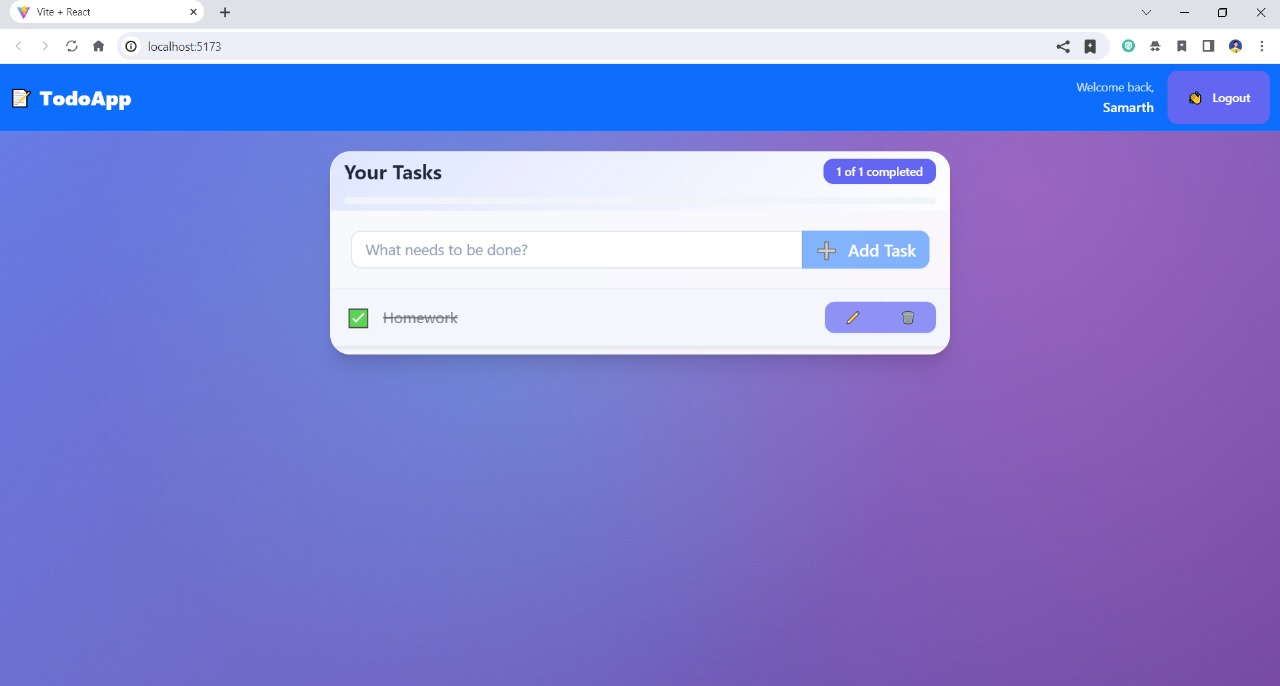 Vite + React
localhost:5173
TodoApp
Welcome back,
Samarth
Logout
Your Tasks
1 of 1 completed
What needs to be done?
Add Task
Homework